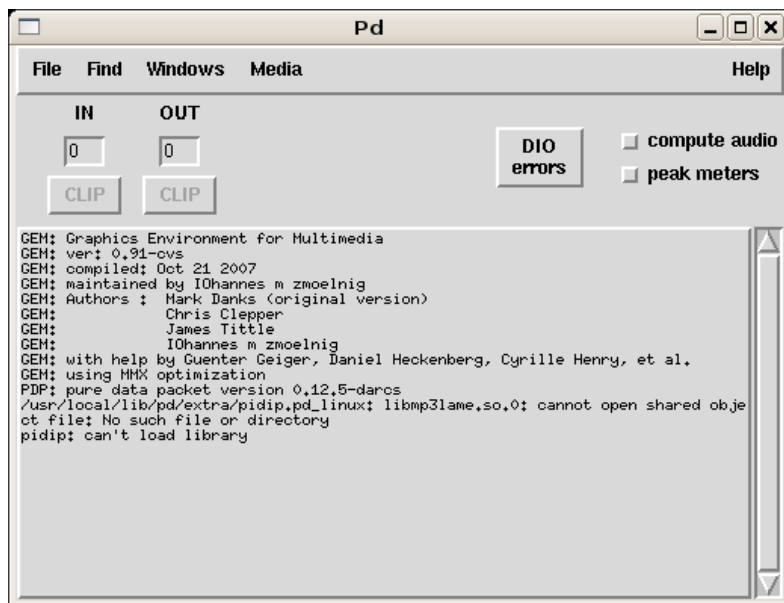 Pd
File Find Windows Media Help
IN OUT
0 0
CLIP CLIP
DIO
errors
compute audio
peak meters
GEM: Graphics Environment for Multimedia
GEM: ver: 0.91-cvs
GEM: compiled: Oct 21 2007
GEM: maintained by IOhannes m zmoelnig
GEM: Authors :  Mark Danks (original version)
GEM:            Chris Clepper
GEM:            James Tittle
GEM:            IOhannes m zmoelnig
GEM: with help by Guenter Geiger, Daniel Heckenberg, Cyrille Henry, et al.
GEM: using MMX optimization
PDP: pure data packet version 0.12.5-darcs
/usr/local/lib/pd/extra/pidip.pd_linux: libmp3lame.so.0: cannot open shared obje
ct file: No such file or directory
pidip: can't load library